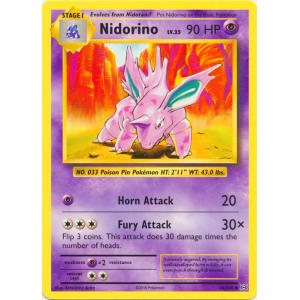 STAGE 1
Evolves from Nidoran♂
Put Nidorino on the Basic Pokémon
Nidorino LV.25 90 HP
NO. 033 Poison Pin Pokémon HT: 2'11" WT: 43.0 lbs.
Horn Attack 20
Fury Attack 30×
Flip 3 coins. This attack does 30 damage times the
number of heads.
weakness ×2 resistance
retreat
cost